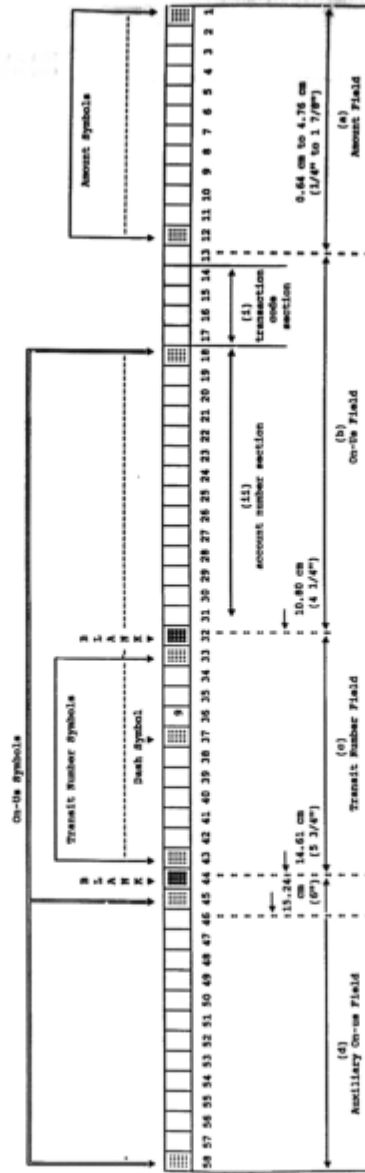 On-Us Symbols
Transit Number Symbols
Amount Symbols
Dash Symbol
B L A N K
B L A N K
9
58 57 56 55 54 53 52 51 50 49 48 47 46 45 44 43 42 41 40 39 38 37 36 35 34 33 32 31 30 29 28 27 26 25 24 23 22 21 20 19 18 17 16 15 14 13 12 11 10 9 8 7 6 5 4 3 2 1
(ii)
account number section
(i)
transaction
code
section
15.24
cm
(6")
14.61 cm
(5 3/4")
10.80 cm
(4 1/4")
0.64 cm to 4.76 cm
(1/4" to 1 7/8")
(d)
Auxiliary On-us Field
(c)
Transit Number Field
(b)
On-Us Field
(a)
Amount Field